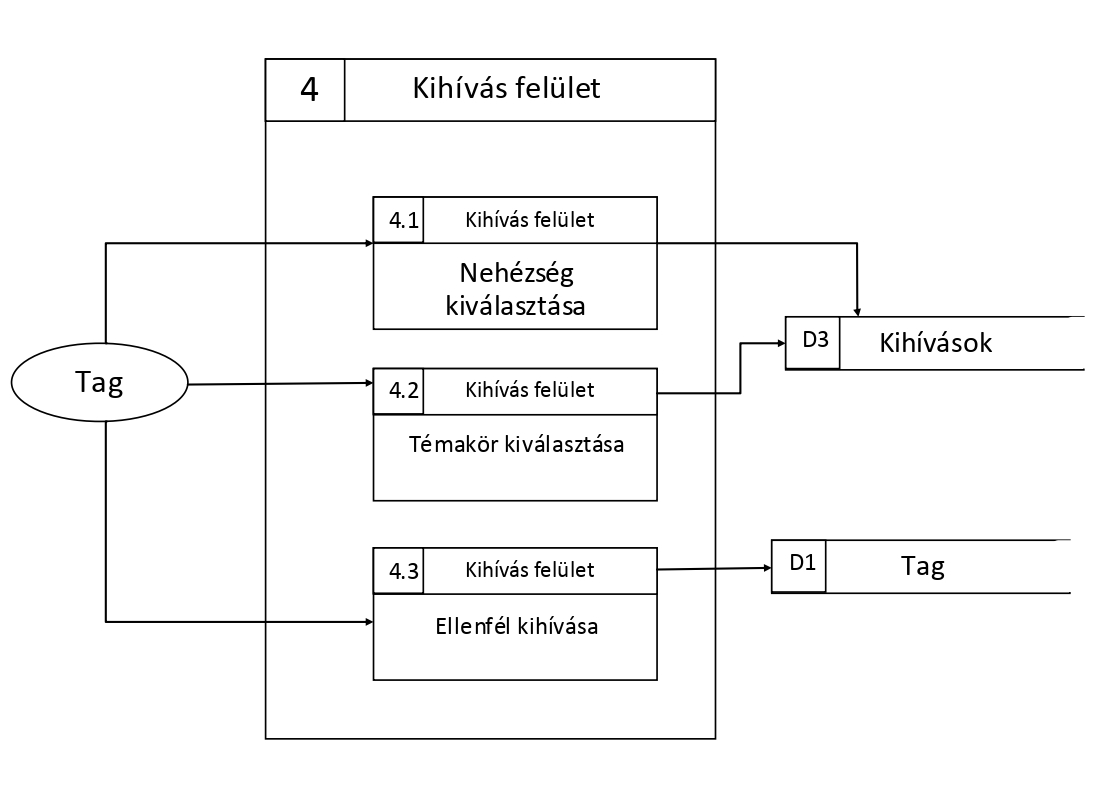 4
Kihívás felület
4.1
Kihívás felület
Nehézség
kiválasztása
D3
Kihívások
Tag
4.2
Kihívás felület
Témakör kiválasztása
4.3
Kihívás felület
Ellenfél kihívása
D1
Tag